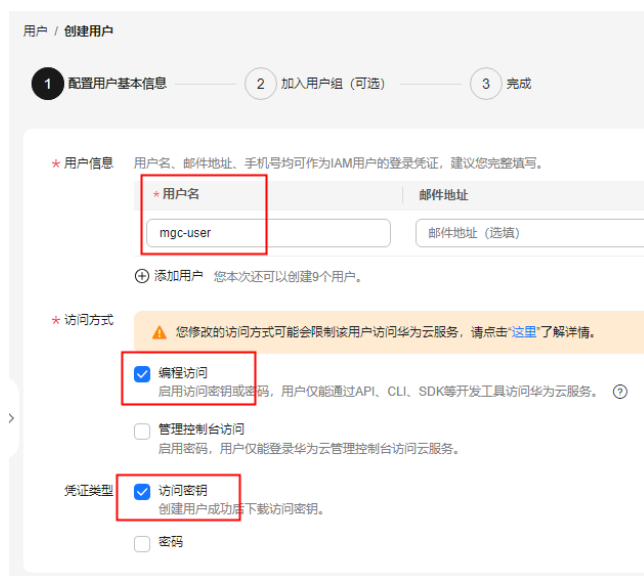 用户 / 创建用户
1 配置用户基本信息 2 加入用户组（可选） 3 完成
* 用户信息 用户名、邮件地址、手机号均可作为IAM用户的登录凭证，建议您完整填写。
* 用户名 邮件地址
mgc-user 邮件地址（选填）
添加用户 您本次还可以创建9个用户。
* 访问方式
您修改的访问方式可能会限制该用户访问华为云服务，请点击“这里”了解详情。
编程访问
启用访问密钥或密码，用户仅能通过API、CLI、SDK等开发工具访问华为云服务。
管理控制台访问
启用密码，用户仅能登录华为云管理控制台访问云服务。
凭证类型 访问密钥
创建用户成功后下载访问密钥。
密码